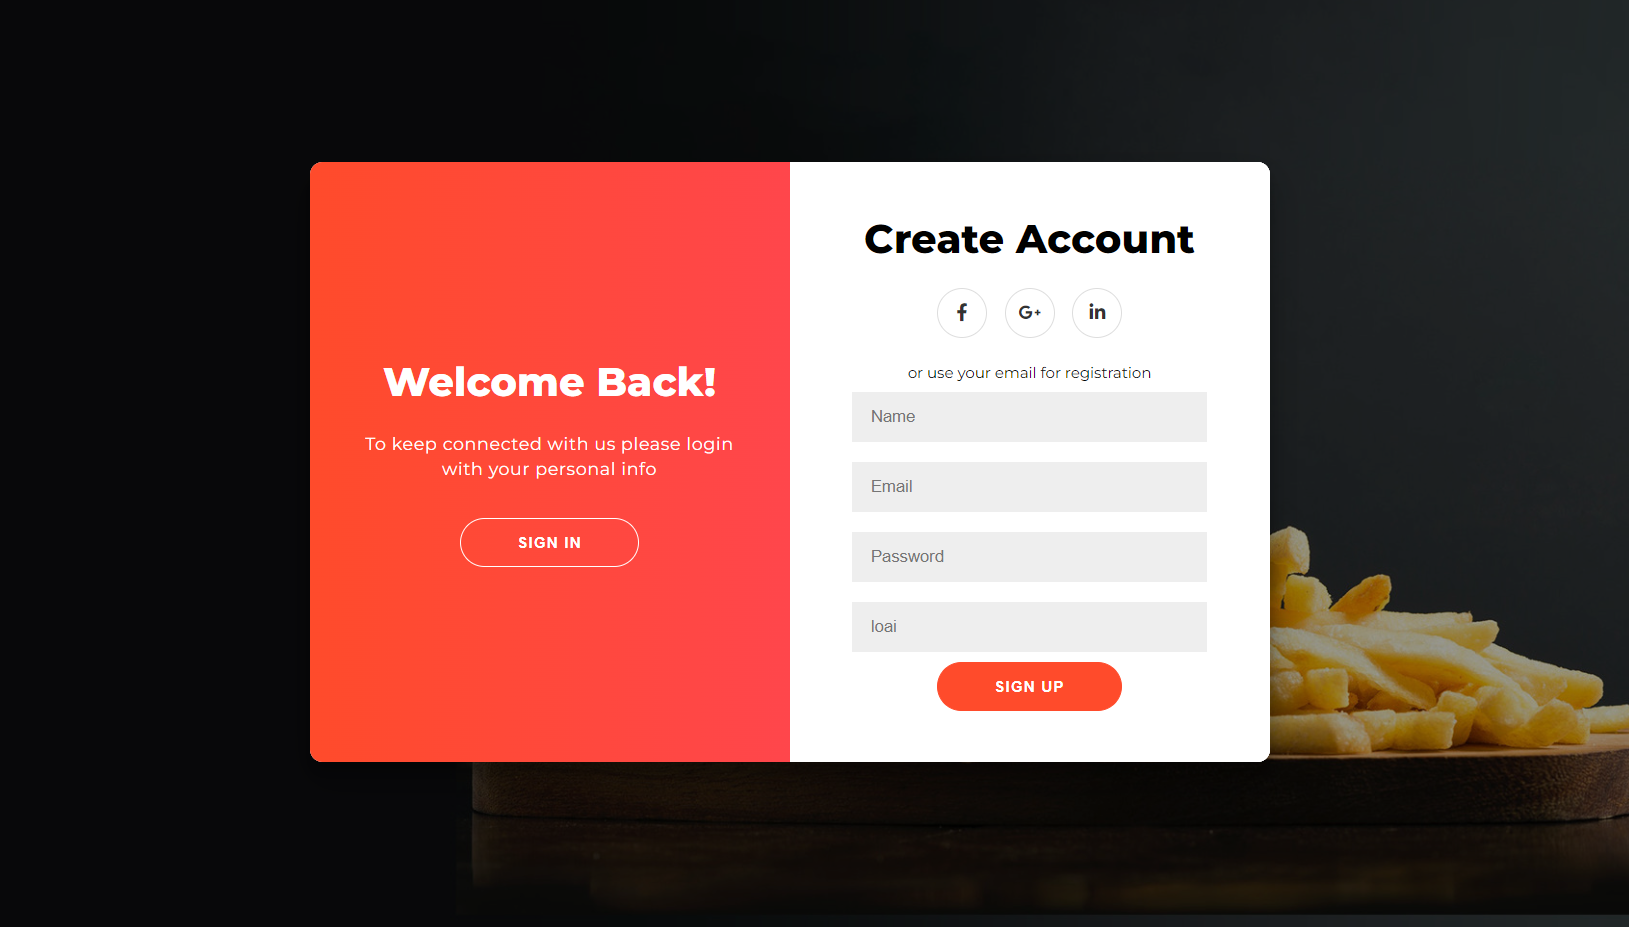 Welcome Back!
To keep connected with us please login
with your personal info
SIGN IN
Create Account
f
G+
in
or use your email for registration
Name
Email
Password
loai
SIGN UP